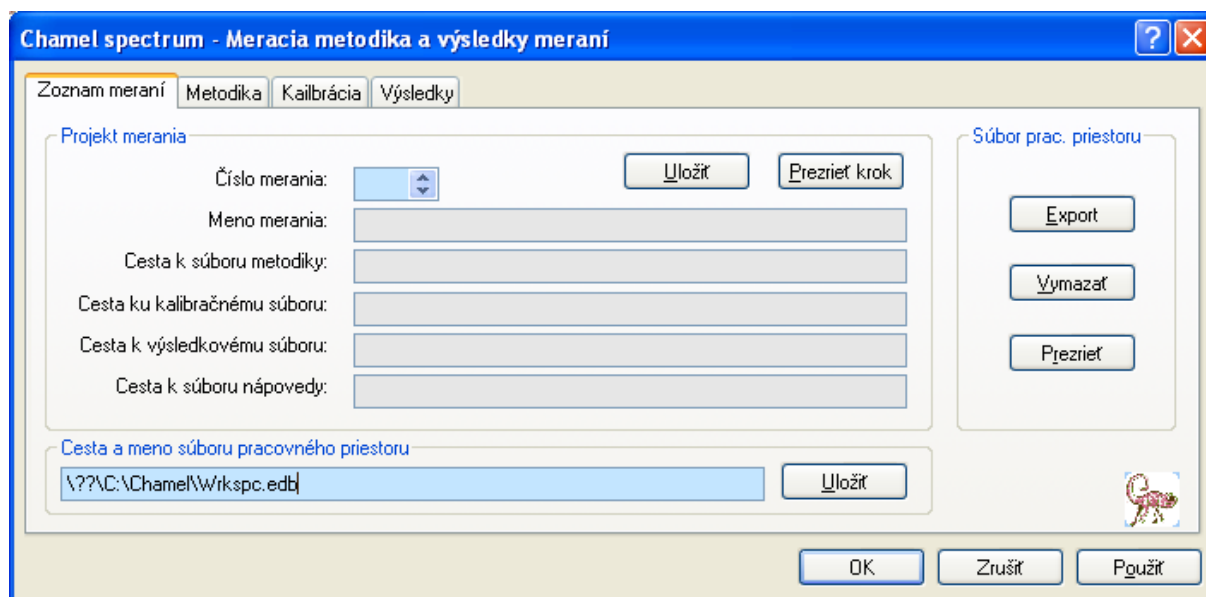 Chamel spectrum - Meracia metodika a výsledky meraní
Zoznam meraní Metodika Kailbrácia Výsledky
Projekt merania
Číslo merania:
Uložiť Prezrieť krok
Meno merania:
Cesta k súboru metodiky:
Cesta ku kalibračnému súboru:
Cesta k výsledkovému súboru:
Cesta k súboru nápovedy:
Súbor prac. priestoru
Export
Vymazať
Prezrieť
Cesta a meno súboru pracovného priestoru
\??\C:\Chamel\Wrkspc.edb
Uložiť
OK Zrušiť Použiť